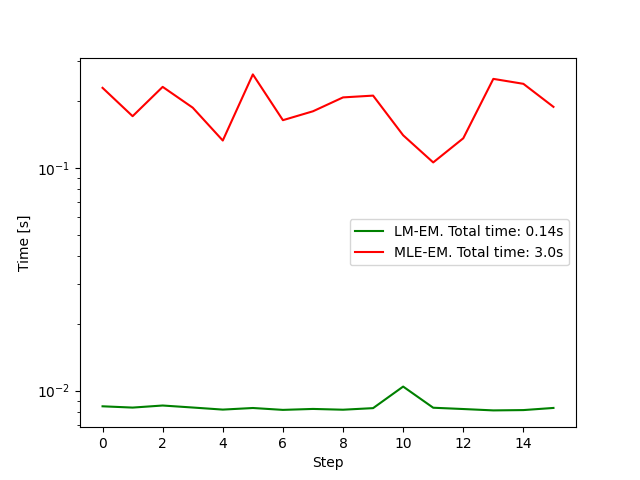 10⁻¹
10⁻²
Time [s]
LM-EM. Total time: 0.14s
MLE-EM. Total time: 3.0s
0 2 4 6 8 10 12 14
Step